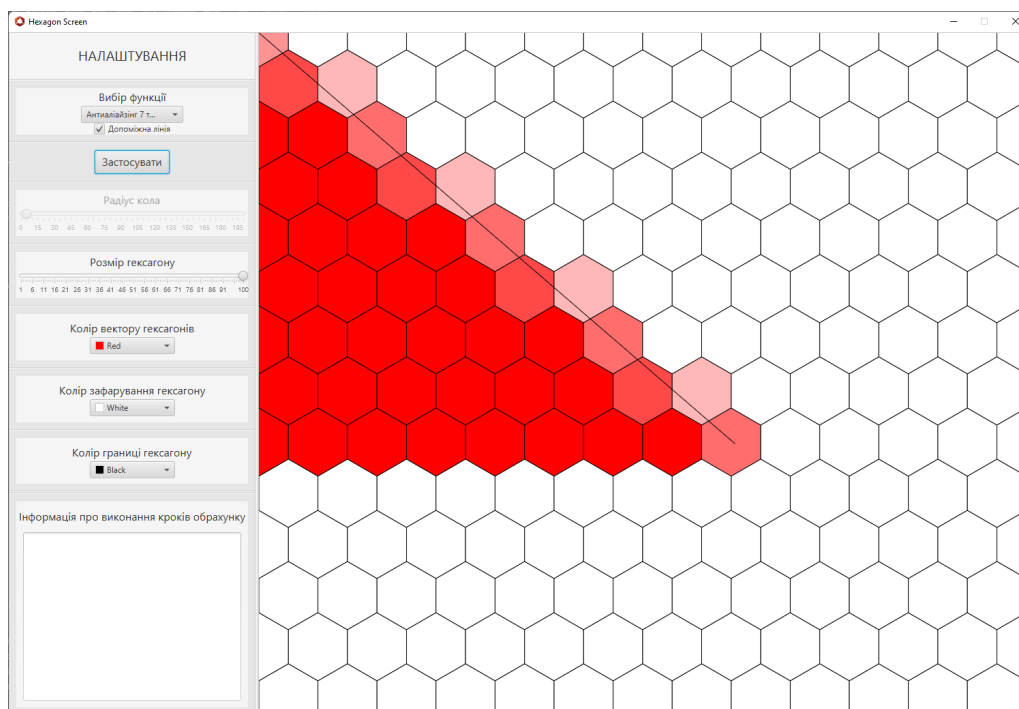 Hexagon Screen
НАЛАШТУВАННЯ
Вибір функції
Антиаліайзінг 7 т...
Допоміжна лінія
Застосувати
Радіус кола
0 15 30 45 60 75 90 105 120 135 150 165 180 195
Розмір гексагону
1 6 11 16 21 26 31 36 41 46 51 56 61 66 71 76 81 86 91 100
Колір вектору гексагонів
Red
Колір зафарування гексагону
White
Колір границі гексагону
Black
Інформація про виконання кроків обрахунку